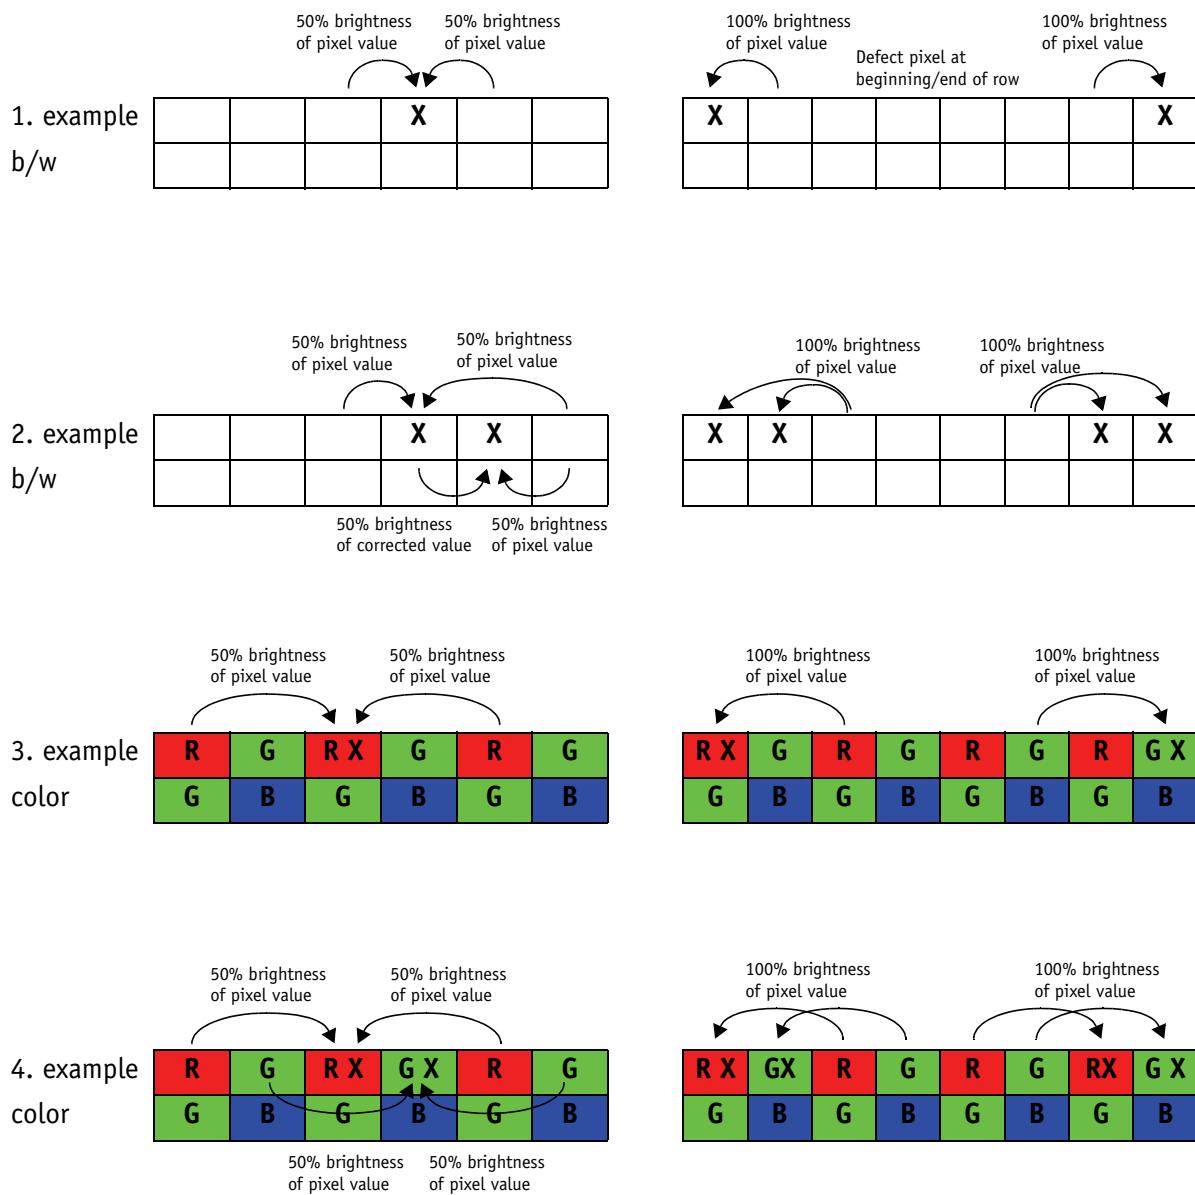 50% brightness 50% brightness
of pixel value of pixel value
100% brightness 100% brightness
of pixel value of pixel value
Defect pixel at
beginning/end of row
1. example X X X
b/w
50% brightness 50% brightness
of pixel value of pixel value
100% brightness 100% brightness
of pixel value of pixel value
2. example X X X X X X
b/w
50% brightness 50% brightness
of corrected value of pixel value
50% brightness 50% brightness
of pixel value of pixel value
100% brightness 100% brightness
of pixel value of pixel value
3. example R G R X G R G R X G R G R G R G X
color G B G B G B G B G B G B G B
50% brightness 50% brightness
of pixel value of pixel value
100% brightness 100% brightness
of pixel value of pixel value
4. example R G R X G X R G R X GX R G R G RX G X
color G B G B G B G B G B G B G B
50% brightness 50% brightness
of pixel value of pixel value